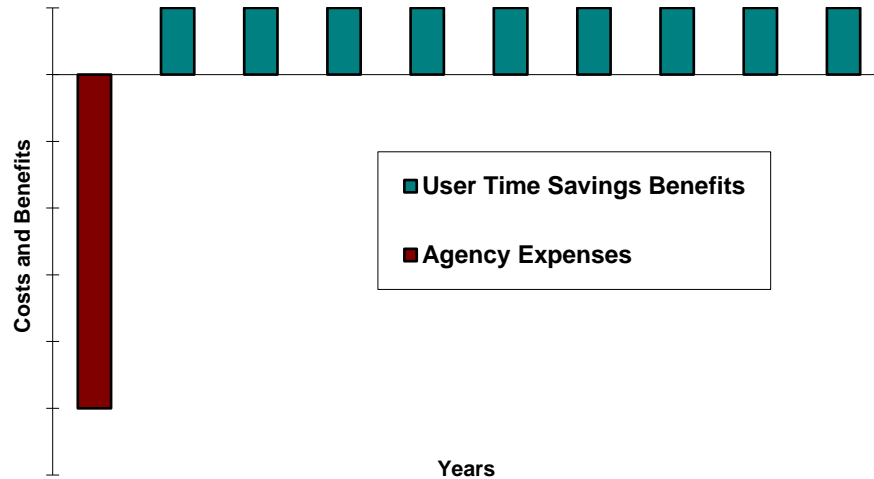 Costs and Benefits
User Time Savings Benefits
Agency Expenses
Years